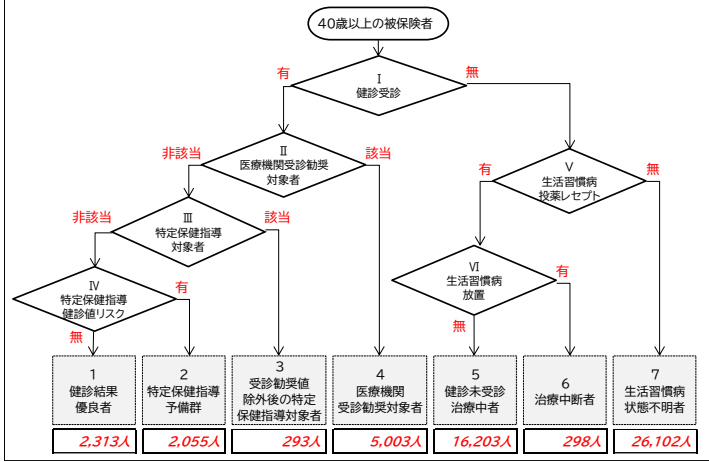 40歳以上の被保険者
有
Ⅰ
健診受診
無
非該当
Ⅱ
医療機関受診勧奨
対象者
該当
有
Ⅴ
生活習慣病
投薬レセプト
無
非該当
Ⅲ
特定保健指導
対象者
該当
Ⅳ
特定保健指導
健診値リスク
有
無
Ⅵ
生活習慣病
放置
有
無
1
健診結果
優良者
2
特定保健指導
予備群
3
受診勧奨値
除外後の特定
保健指導対象者
4
医療機関
受診勧奨対象者
5
健診未受診
治療中者
6
治療中断者
7
生活習慣病
状態不明者
2,313人
2,055人
293人
5,003人
16,203人
298人
26,102人